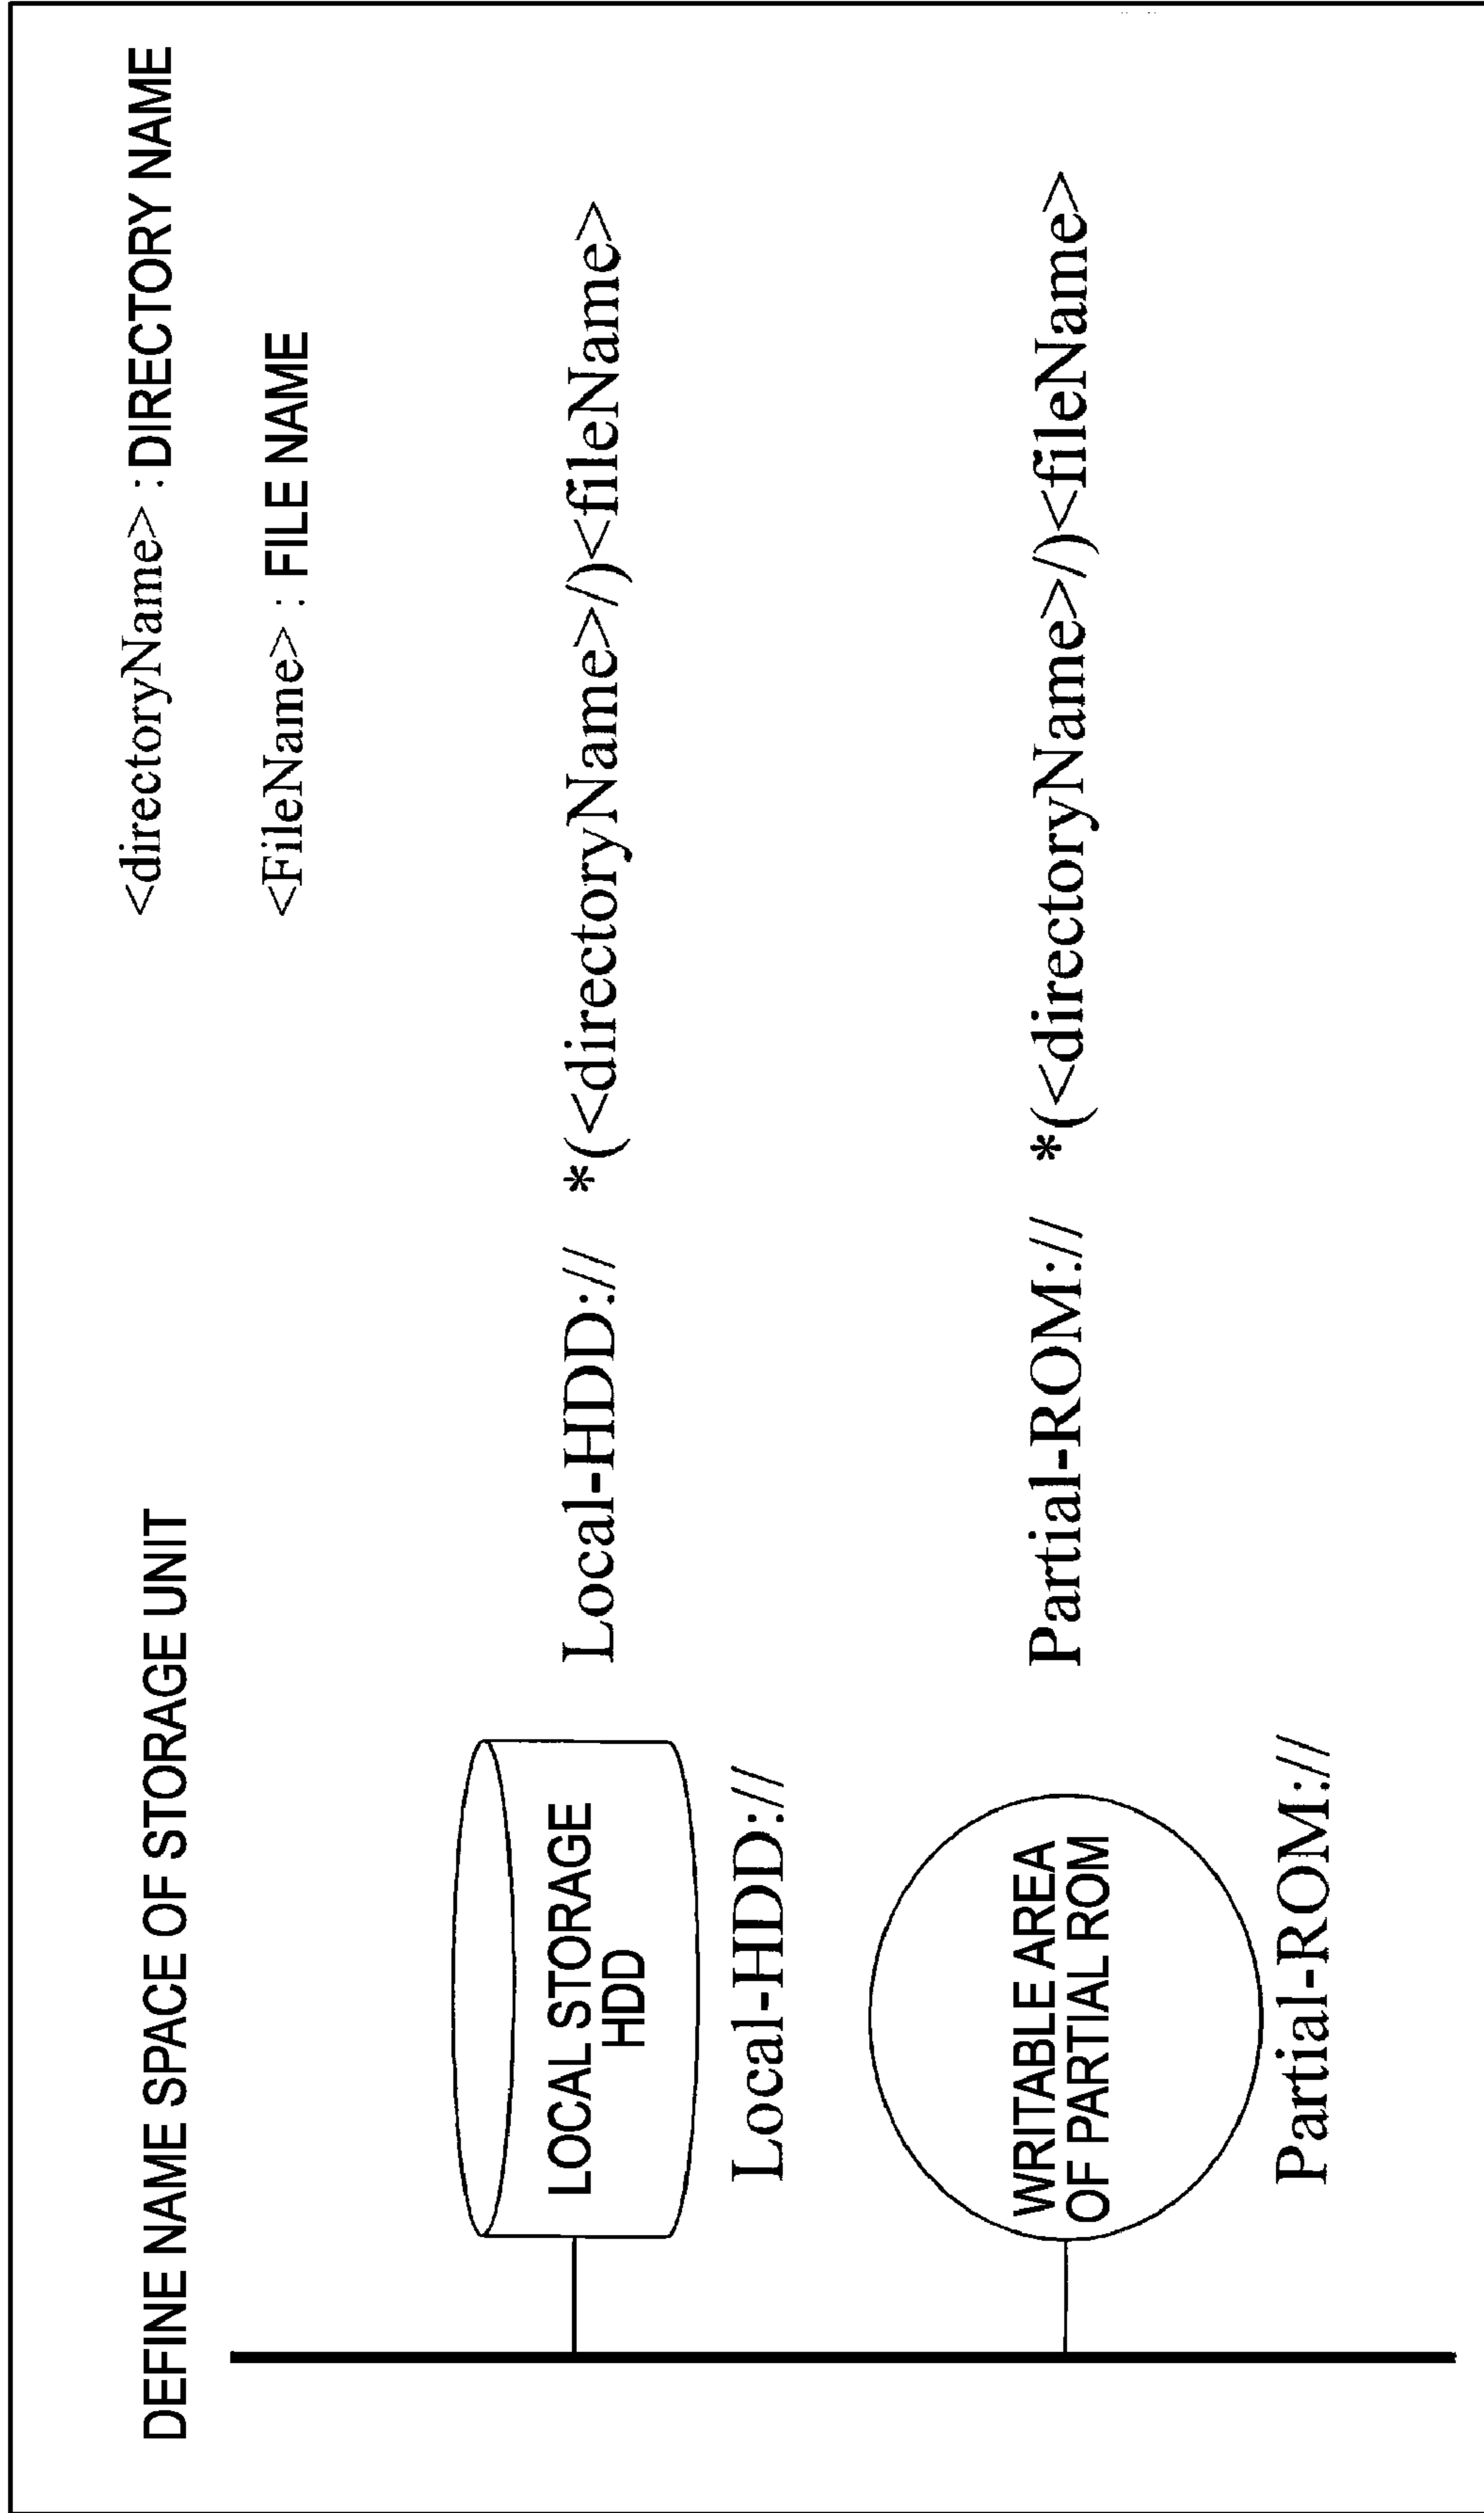 DEFINE NAME SPACE OF STORAGE UNIT
<directoryName> : DIRECTORY NAME
<FileName> : FILE NAME
LOCAL STORAGE
HDD
Local-HDD://
Local-HDD:// *(<directoryName>/)<fileName>
WRITABLE AREA
OF PARTIAL ROM
Partial-ROM://
Partial-ROM:// *(<directoryName>/)<fileName>